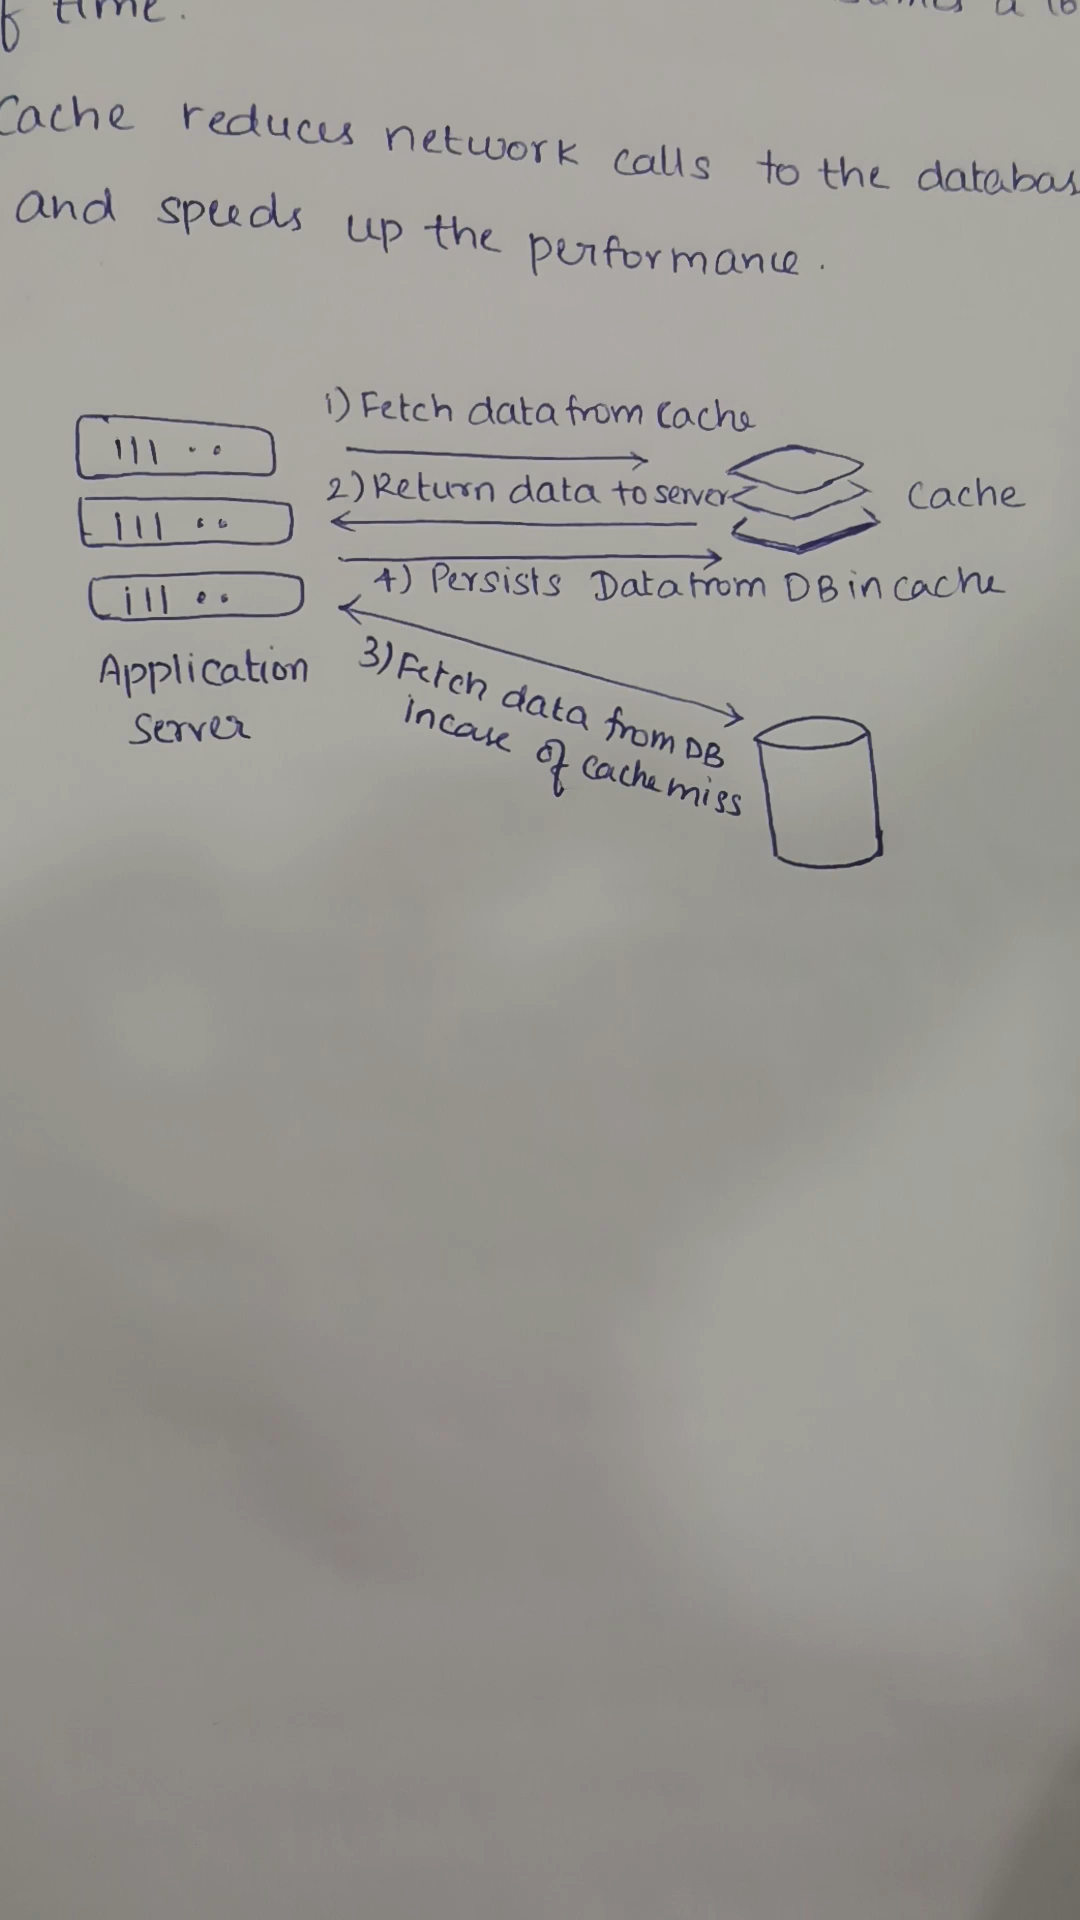 time.
Cache reduces network calls to the databas
and speeds up the performance.
1) Fetch data from cache
2) Return data to server
Cache
4) Persists Data from DB in cache
3) Fetch data from DB
incase of cache miss
Application
Server